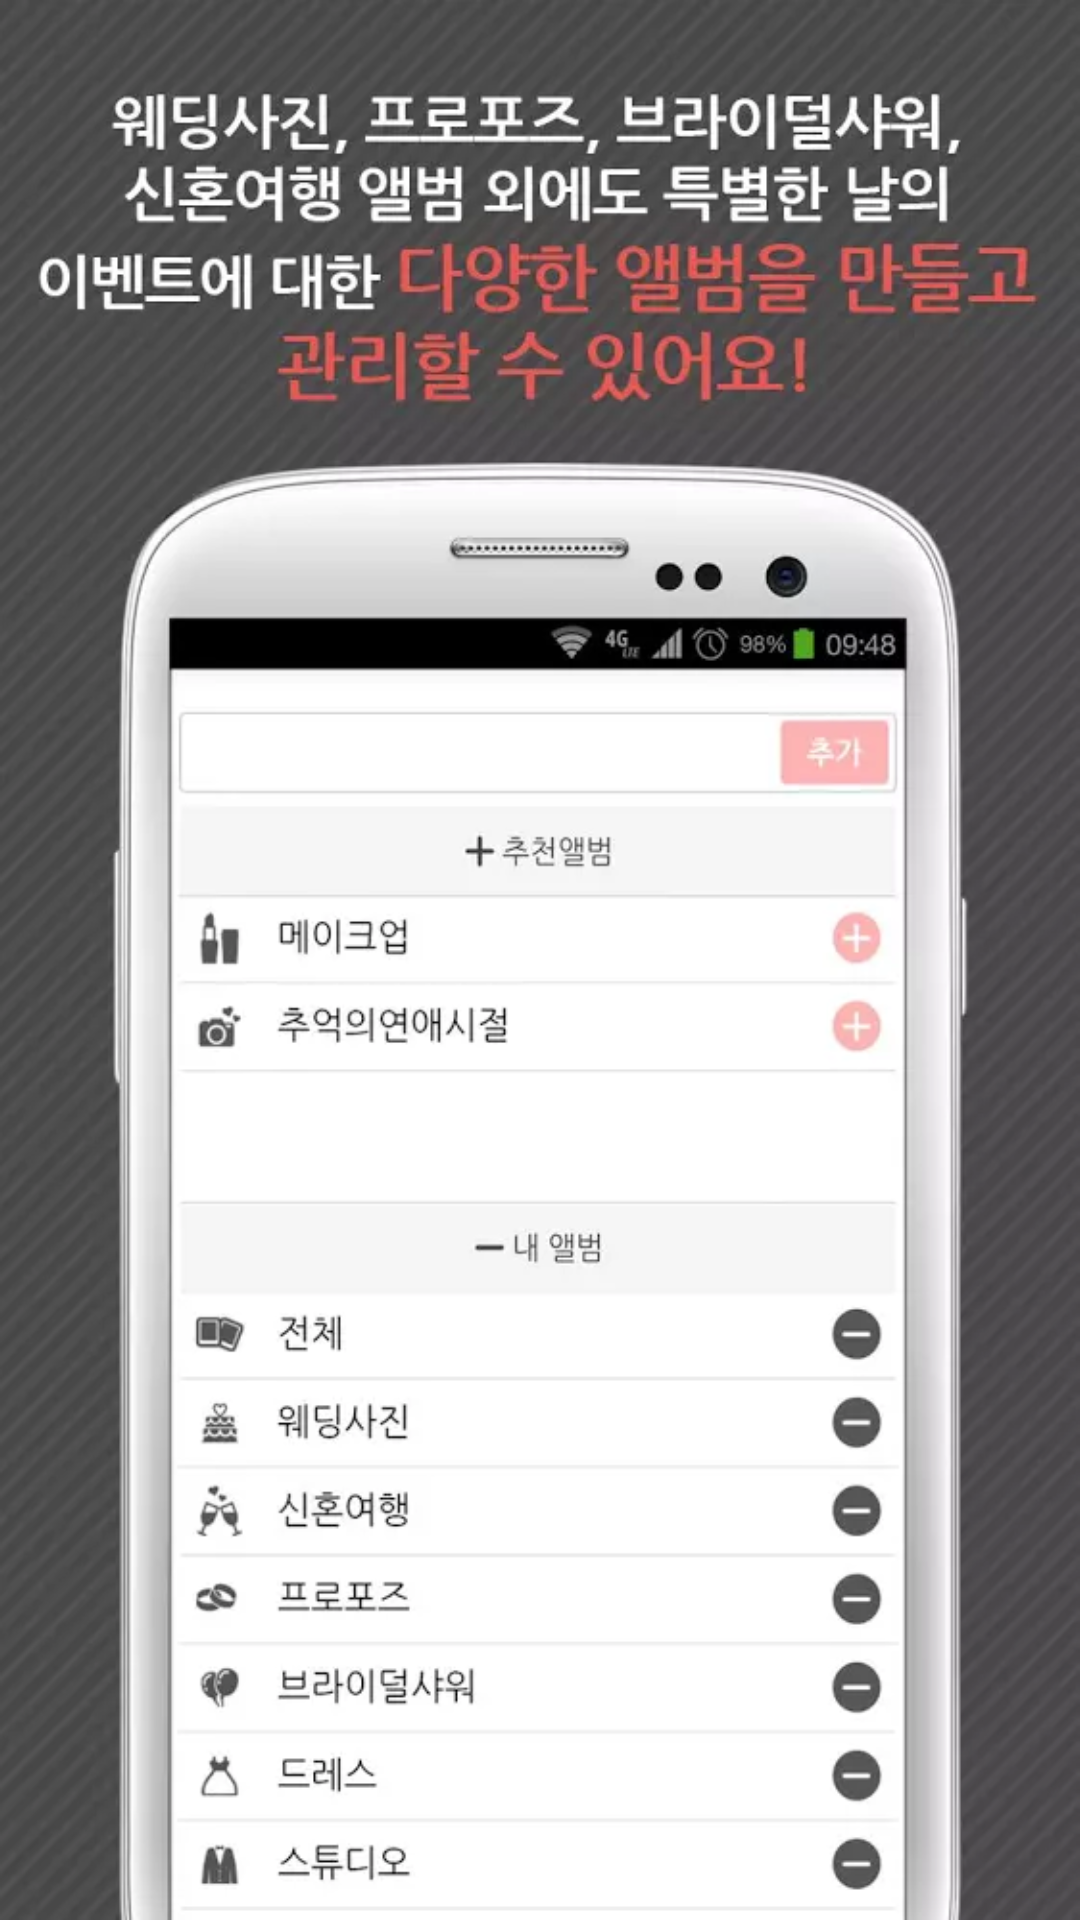 웨딩사진, 프로포즈, 브라이덜샤워,
신혼여행 앨범 외에도 특별한 날의
이벤트에 대한 다양한 앨범을 만들고
관리할 수 있어요!
4G LTE 98% 09:48
추가
+ 추천앨범
메이크업
추억의연애시절
- 내 앨범
전체
웨딩사진
신혼여행
프로포즈
브라이덜샤워
드레스
스튜디오